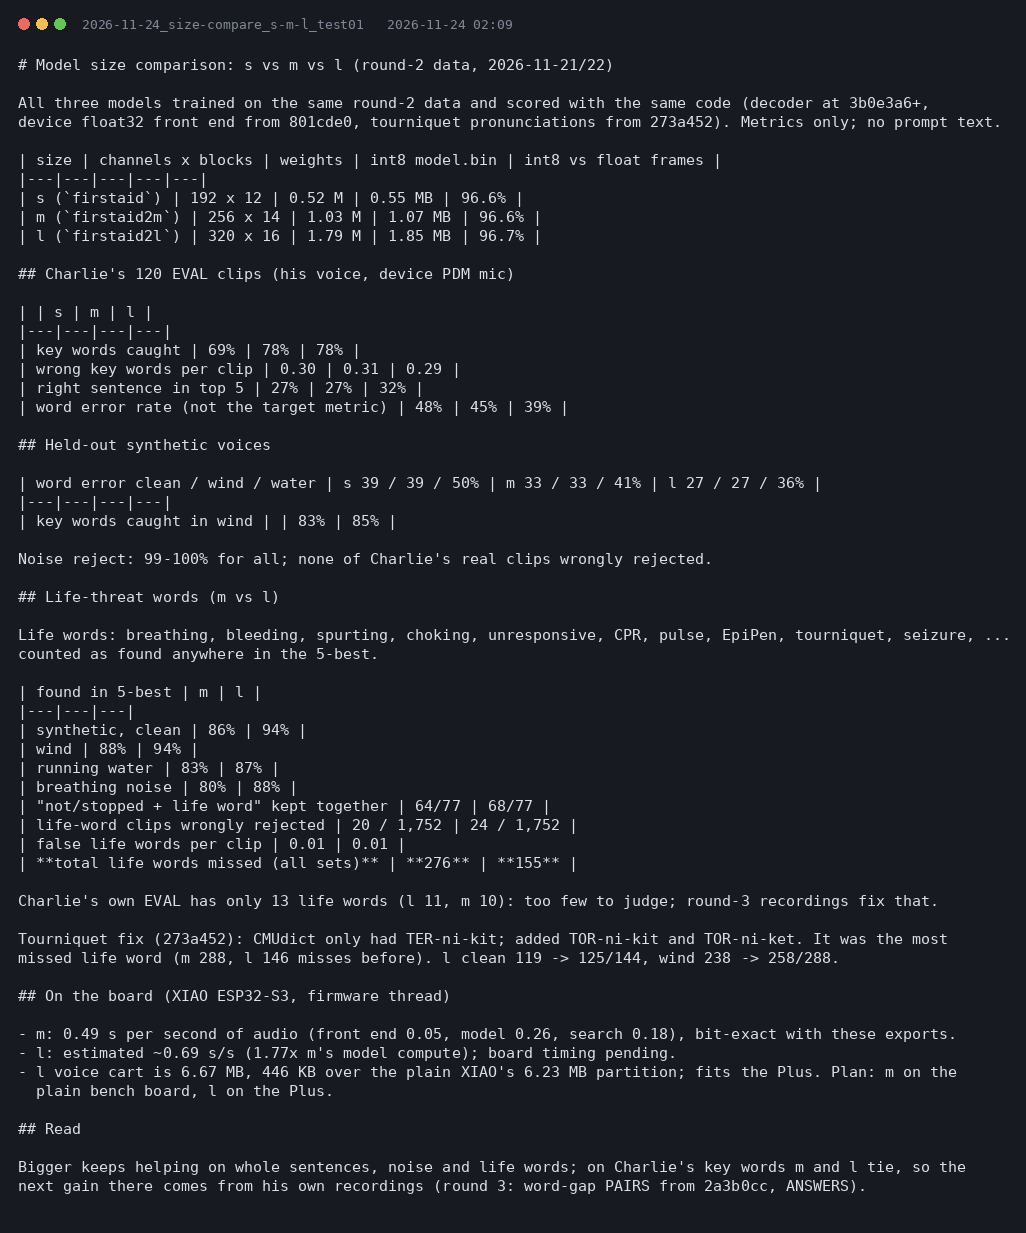 2026-11-24_size-compare_s-m-l_test01   2026-11-24 02:09
# Model size comparison: s vs m vs l (round-2 data, 2026-11-21/22)
All three models trained on the same round-2 data and scored with the same code (decoder at 3b0e3a6+,
device float32 front end from 801cde0, tourniquet pronunciations from 273a452). Metrics only; no prompt text.
| size | channels x blocks | weights | int8 model.bin | int8 vs float frames |
|---|---|---|---|---|
| s (`firstaid`) | 192 x 12 | 0.52 M | 0.55 MB | 96.6% |
| m (`firstaid2m`) | 256 x 14 | 1.03 M | 1.07 MB | 96.6% |
| l (`firstaid2l`) | 320 x 16 | 1.79 M | 1.85 MB | 96.7% |
## Charlie's 120 EVAL clips (his voice, device PDM mic)
| | s | m | l |
|---|---|---|---|
| key words caught | 69% | 78% | 78% |
| wrong key words per clip | 0.30 | 0.31 | 0.29 |
| right sentence in top 5 | 27% | 27% | 32% |
| word error rate (not the target metric) | 48% | 45% | 39% |
## Held-out synthetic voices
| word error clean / wind / water | s 39 / 39 / 50% | m 33 / 33 / 41% | l 27 / 27 / 36% |
|---|---|---|---|
| key words caught in wind | | 83% | 85% |
Noise reject: 99-100% for all; none of Charlie's real clips wrongly rejected.
## Life-threat words (m vs l)
Life words: breathing, bleeding, spurting, choking, unresponsive, CPR, pulse, EpiPen, tourniquet, seizure, ...
counted as found anywhere in the 5-best.
| found in 5-best | m | l |
|---|---|---|
| synthetic, clean | 86% | 94% |
| wind | 88% | 94% |
| running water | 83% | 87% |
| breathing noise | 80% | 88% |
| "not/stopped + life word" kept together | 64/77 | 68/77 |
| life-word clips wrongly rejected | 20 / 1,752 | 24 / 1,752 |
| false life words per clip | 0.01 | 0.01 |
| **total life words missed (all sets)** | **276** | **155** |
Charlie's own EVAL has only 13 life words (l 11, m 10): too few to judge; round-3 recordings fix that.
Tourniquet fix (273a452): CMUdict only had TER-ni-kit; added TOR-ni-kit and TOR-ni-ket. It was the most
missed life word (m 288, l 146 misses before). l clean 119 -> 125/144, wind 238 -> 258/288.
## On the board (XIAO ESP32-S3, firmware thread)
- m: 0.49 s per second of audio (front end 0.05, model 0.26, search 0.18), bit-exact with these exports.
- l: estimated ~0.69 s/s (1.77x m's model compute); board timing pending.
- l voice cart is 6.67 MB, 446 KB over the plain XIAO's 6.23 MB partition; fits the Plus. Plan: m on the
  plain bench board, l on the Plus.
## Read
Bigger keeps helping on whole sentences, noise and life words; on Charlie's key words m and l tie, so the
next gain there comes from his own recordings (round 3: word-gap PAIRS from 2a3b0cc, ANSWERS).